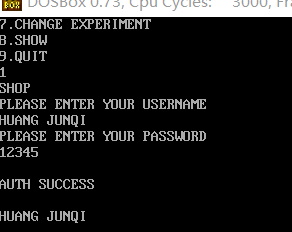 BOX
DOSBox 0.73, Cpu Cycles: 3000, Fra
7.CHANGE EXPERIMENT
8.SHOW
9.QUIT
1
SHOP
PLEASE ENTER YOUR USERNAME
HUANG JUNQI
PLEASE ENTER YOUR PASSWORD
12345
AUTH SUCCESS
HUANG JUNQI